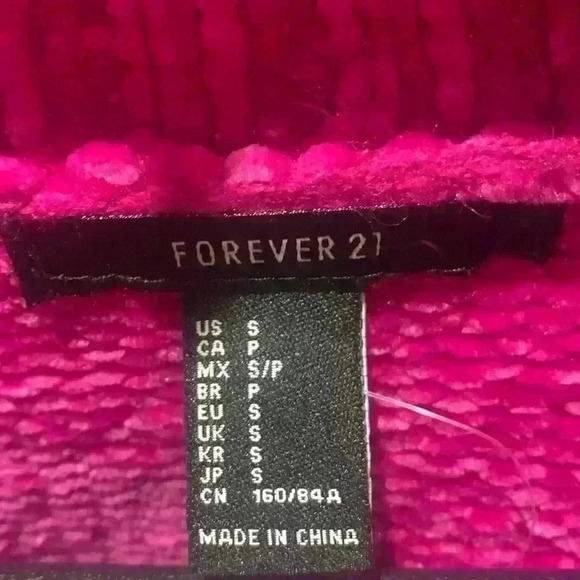 FOREVER 21
US S
CA P
MX S/P
BR P
EU S
UK S
KR S
JP S
CN 160/84A
MADE IN CHINA